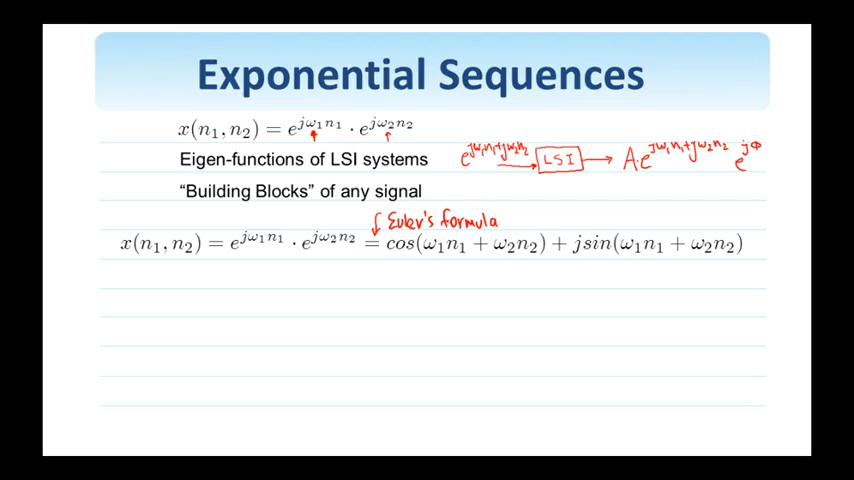 Exponential Sequences
x(n₁, n₂) = e^{jω₁n₁} · e^{jω₂n₂}
Eigen-functions of LSI systems e^{jω₁n₁+jω₂n₂} → LSI → A·e^{jω₁n₁+jω₂n₂} e^{jΦ}
“Building Blocks” of any signal
Euler's formula
x(n₁, n₂) = e^{jω₁n₁} · e^{jω₂n₂} = cos(ω₁n₁ + ω₂n₂) + jsin(ω₁n₁ + ω₂n₂)